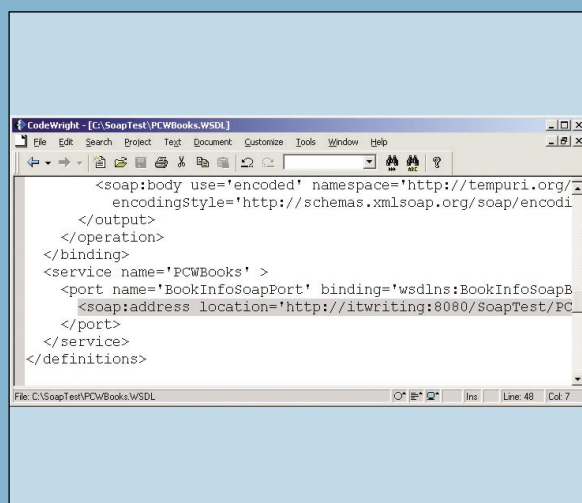 CodeWright - [C:\SoapTest\PCWBooks.WSDL]
File Edit Search Project Text Document Customize Tools Window Help
<soap:body use='encoded' namespace='http://tempuri.org/
encodingStyle='http://schemas.xmlsoap.org/soap/encodi
</output>
</operation>
</binding>
<service name='PCWBooks' >
<port name='BookInfoSoapPort' binding='wsdlns:BookInfoSoapB
<soap:address location='http://itwriting:8080/SoapTest/PC
</port>
</service>
</definitions>
File: C:\SoapTest\PCWBooks.WSDL Ins Line: 48 Col: 7